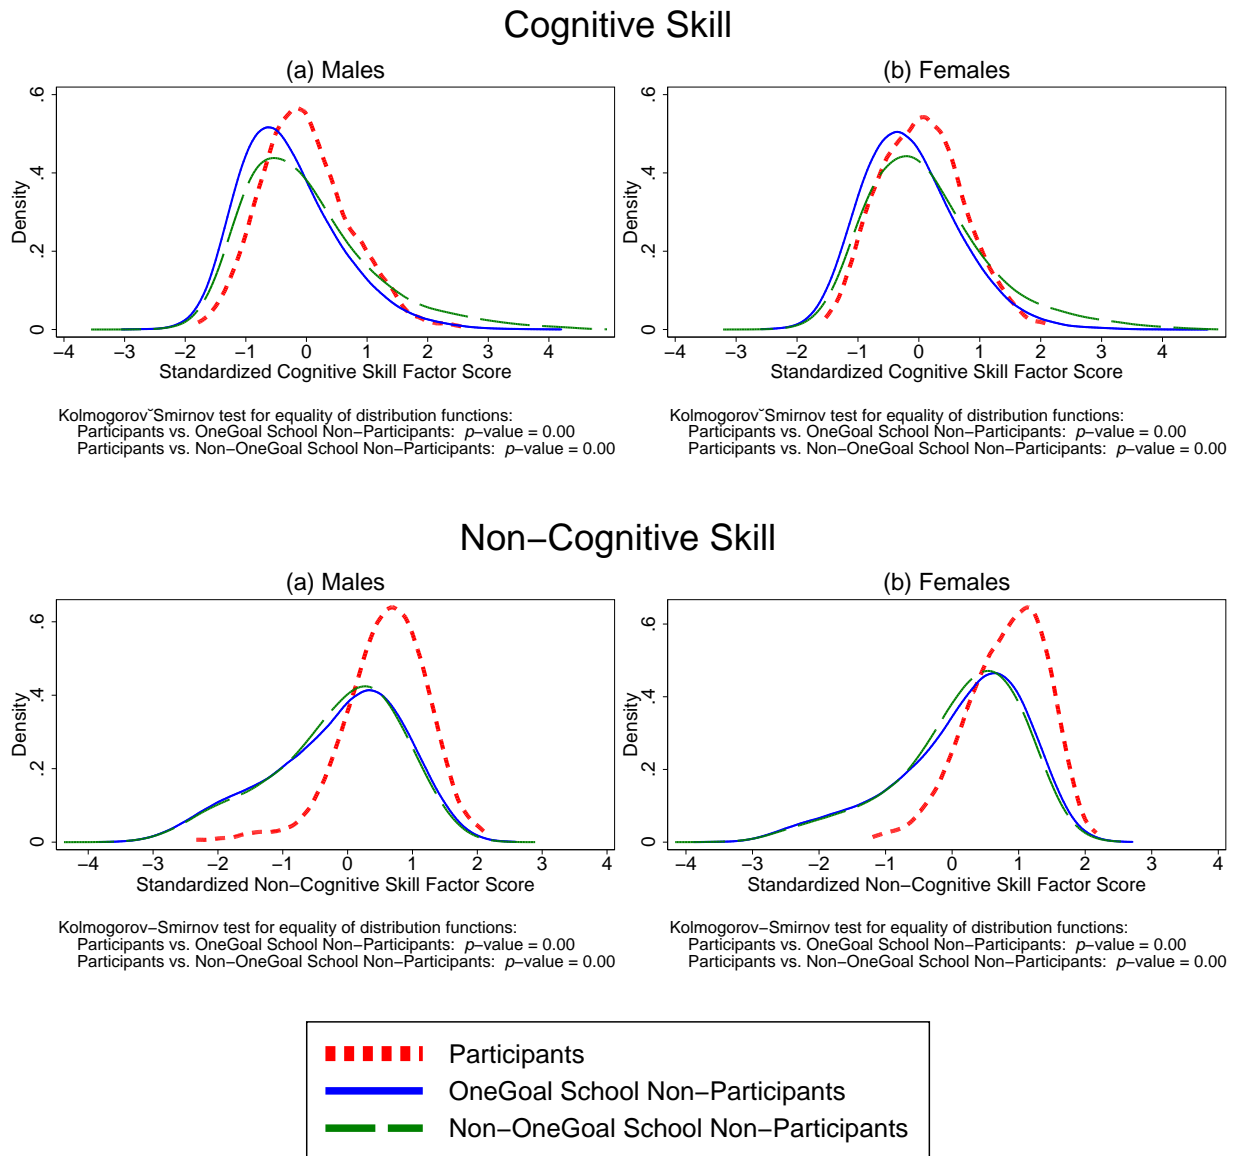 Cognitive Skill
(a) Males
(b) Females
Density
0 .2 .4 .6
−4 −3 −2 −1 0 1 2 3 4
Standardized Cognitive Skill Factor Score
Density
0 .2 .4 .6
−4 −3 −2 −1 0 1 2 3 4
Standardized Cognitive Skill Factor Score
Kolmogorov˘Smirnov test for equality of distribution functions:
Participants vs. OneGoal School Non−Participants: p−value = 0.00
Participants vs. Non−OneGoal School Non−Participants: p−value = 0.00
Kolmogorov˘Smirnov test for equality of distribution functions:
Participants vs. OneGoal School Non−Participants: p−value = 0.00
Participants vs. Non−OneGoal School Non−Participants: p−value = 0.00
Non−Cognitive Skill
(a) Males
(b) Females
Density
0 .2 .4 .6
−4 −3 −2 −1 0 1 2 3 4
Standardized Non−Cognitive Skill Factor Score
Density
0 .2 .4 .6
−4 −3 −2 −1 0 1 2 3 4
Standardized Non−Cognitive Skill Factor Score
Kolmogorov−Smirnov test for equality of distribution functions:
Participants vs. OneGoal School Non−Participants: p−value = 0.00
Participants vs. Non−OneGoal School Non−Participants: p−value = 0.00
Kolmogorov−Smirnov test for equality of distribution functions:
Participants vs. OneGoal School Non−Participants: p−value = 0.00
Participants vs. Non−OneGoal School Non−Participants: p−value = 0.00
Participants
OneGoal School Non−Participants
Non−OneGoal School Non−Participants